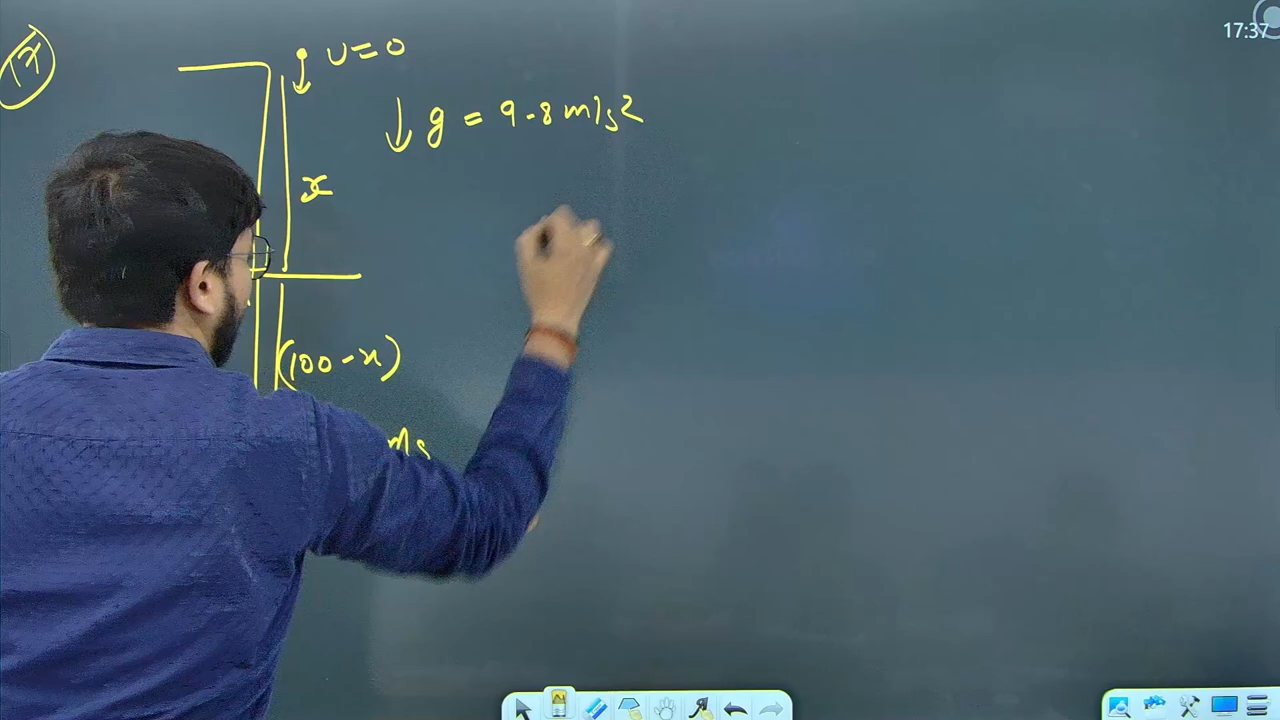 17
U = 0
↓ g = 9.8 m/s2
x
(100 - x)
17:37